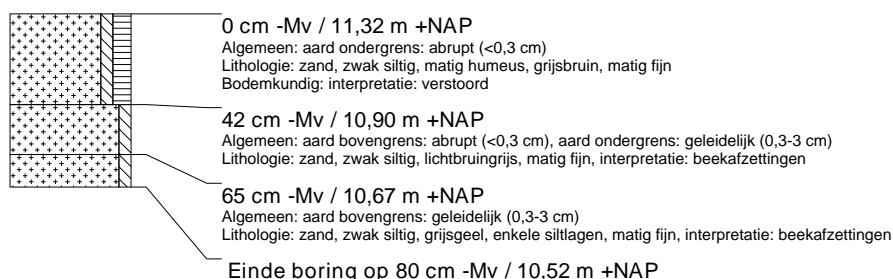 0 cm -Mv / 11,32 m +NAP
Algemeen: aard ondergrens: abrupt (<0,3 cm)
Lithologie: zand, zwak siltig, matig humeus, grijsbruin, matig fijn
Bodemkundig: interpretatie: verstoord
42 cm -Mv / 10,90 m +NAP
Algemeen: aard bovengrens: abrupt (<0,3 cm), aard ondergrens: geleidelijk (0,3-3 cm)
Lithologie: zand, zwak siltig, lichtbruingrijs, matig fijn, interpretatie: beekafzettingen
65 cm -Mv / 10,67 m +NAP
Algemeen: aard bovengrens: geleidelijk (0,3-3 cm)
Lithologie: zand, zwak siltig, grijsgeel, enkele siltlagen, matig fijn, interpretatie: beekafzettingen
Einde boring op 80 cm -Mv / 10,52 m +NAP